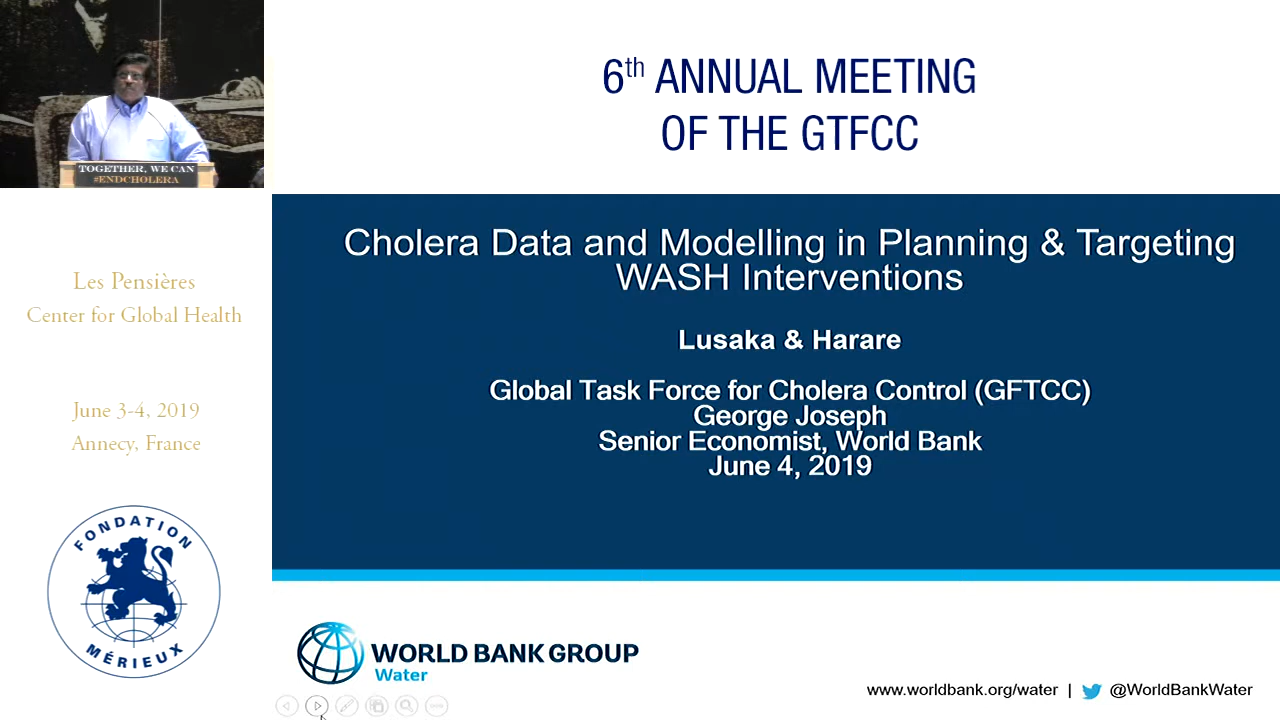 TOGETHER, WE CAN
#ENDCHOLERA
6th ANNUAL MEETING
OF THE GTFCC
Les Pensières
Center for Global Health
June 3-4, 2019
Annecy, France
FONDATION
MÉRIEUX
Cholera Data and Modelling in Planning & Targeting
WASH Interventions
Lusaka & Harare
Global Task Force for Cholera Control (GFTCC)
George Joseph
Senior Economist, World Bank
June 4, 2019
WORLD BANK GROUP
Water
www.worldbank.org/water | @WorldBankWater